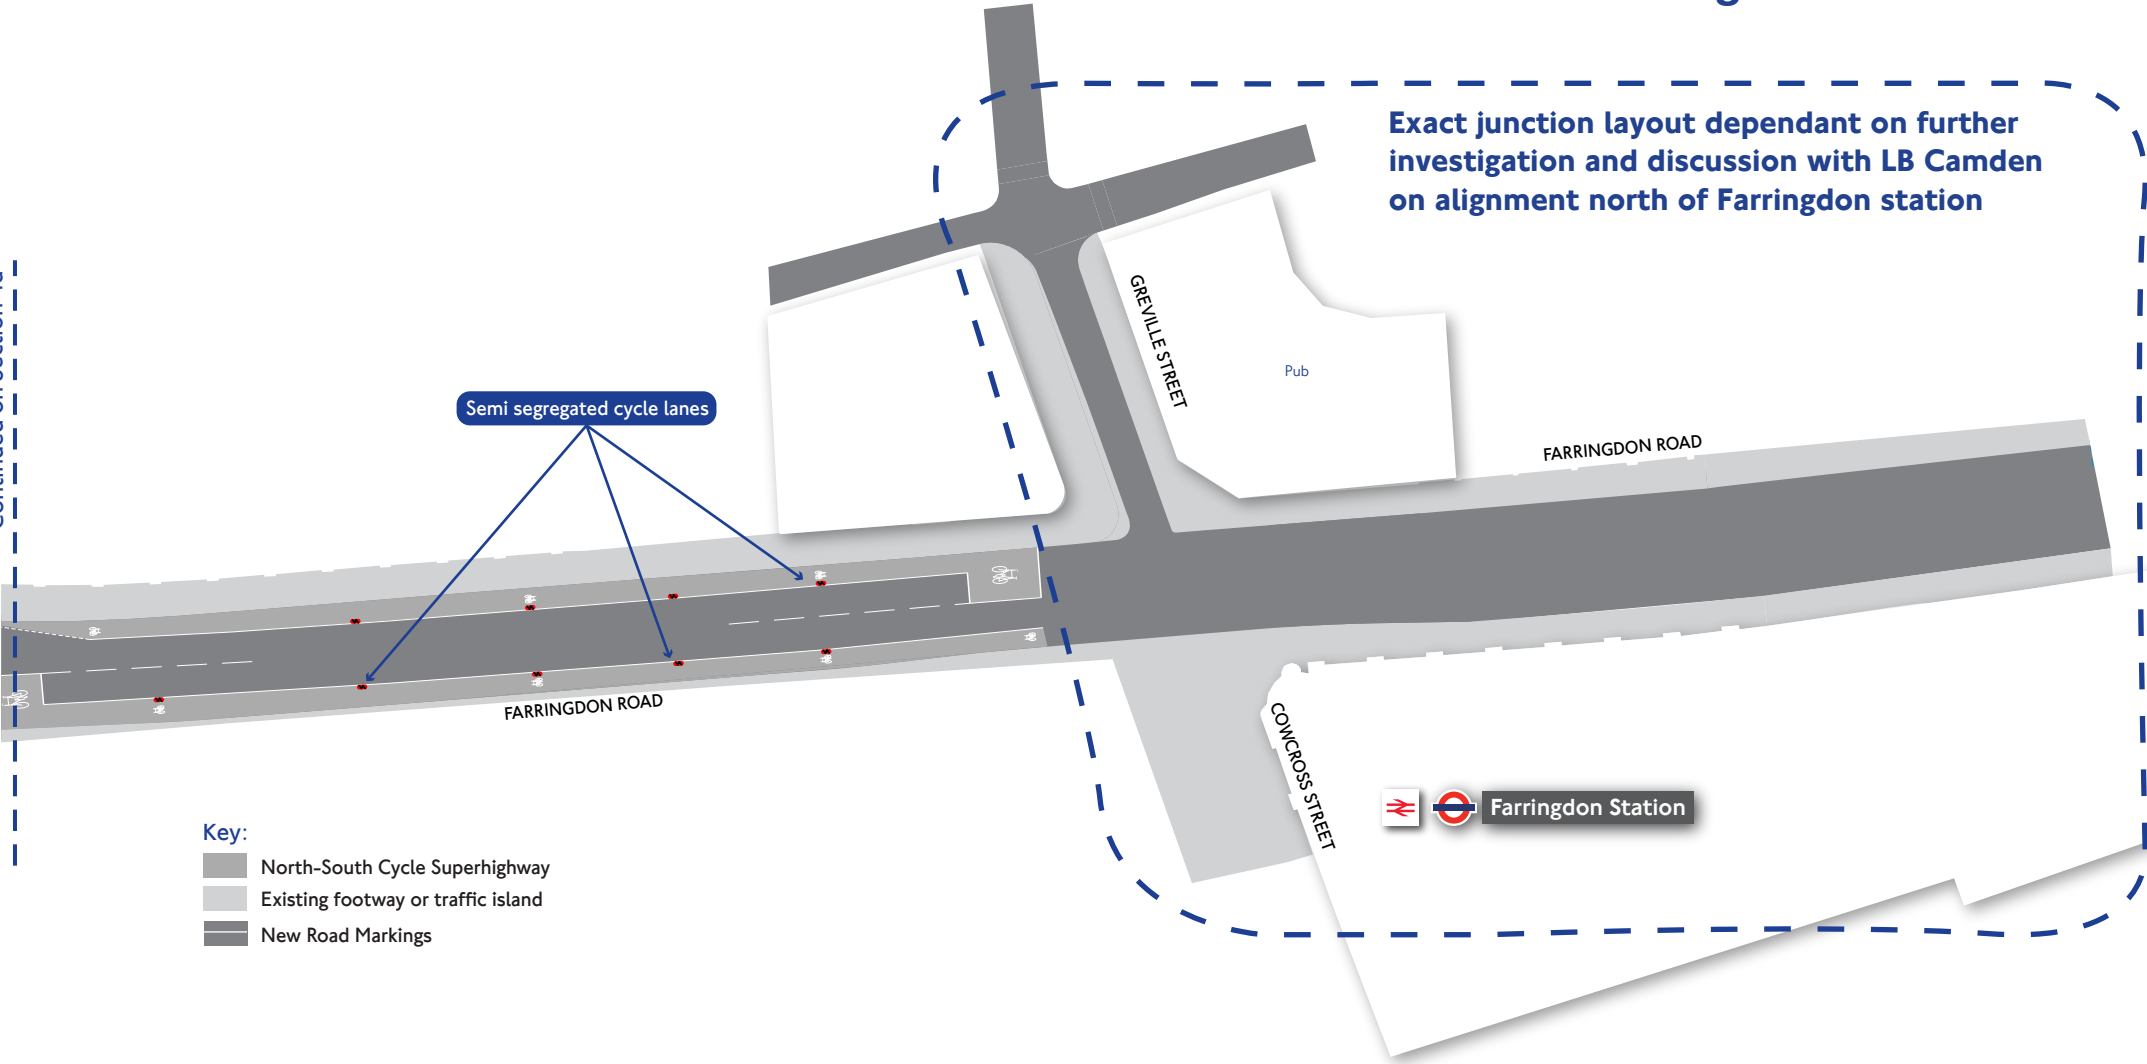 Exact junction layout dependant on further
investigation and discussion with LB Camden
on alignment north of Farringdon station
GREVILLE STREET
Pub
Semi segregated cycle lanes
FARRINGDON ROAD
FARRINGDON ROAD
COWCROSS STREET
Farringdon Station
Key:
North-South Cycle Superhighway
Existing footway or traffic island
New Road Markings